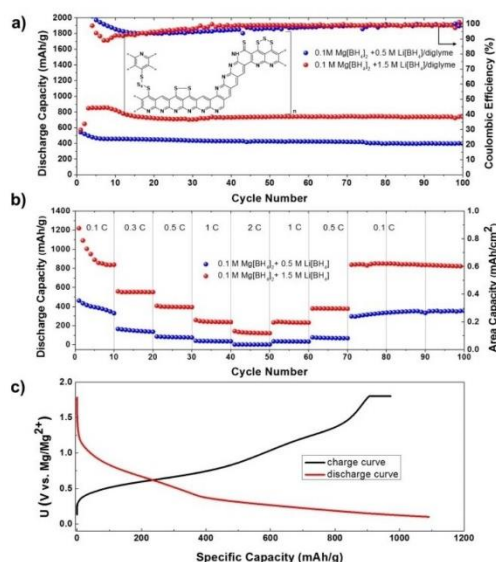 a)
Discharge Capacity (mAh/g)
2000
1800
1600
1400
1200
1000
800
600
400
200
0
0 10 20 30 40 50 60 70 80 90 100
Cycle Number
100
90
80
70
60
50
40
30
20
10
0
Coulombic Efficiency (%)
0.1M Mg[BH₄]₂ +0.5 M Li[BH₄]/diglyme
0.1 M Mg[BH₄]₂ +1.5 M Li[BH₄]/diglyme
n
b)
Discharge Capacity (mAh/g)
1400
1200
1000
800
600
400
200
0
0.1 C 0.3 C 0.5 C 1 C 2 C 1 C 0.5 C 0.1 C
0.1 M Mg[BH₄]₂ + 0.5 M Li[BH₄]
0.1 M Mg[BH₄]₂ + 1.5 M Li[BH₄]
0 10 20 30 40 50 60 70 80 90 100
Cycle Number
1.0
0.8
0.6
0.4
0.2
0.0
Area Capacity (mAh/cm²)
c)
U (V vs. Mg/Mg²⁺)
2.0
1.5
1.0
0.5
0.0
charge curve
discharge curve
0 200 400 600 800 1000 1200
Specific Capacity (mAh/g)